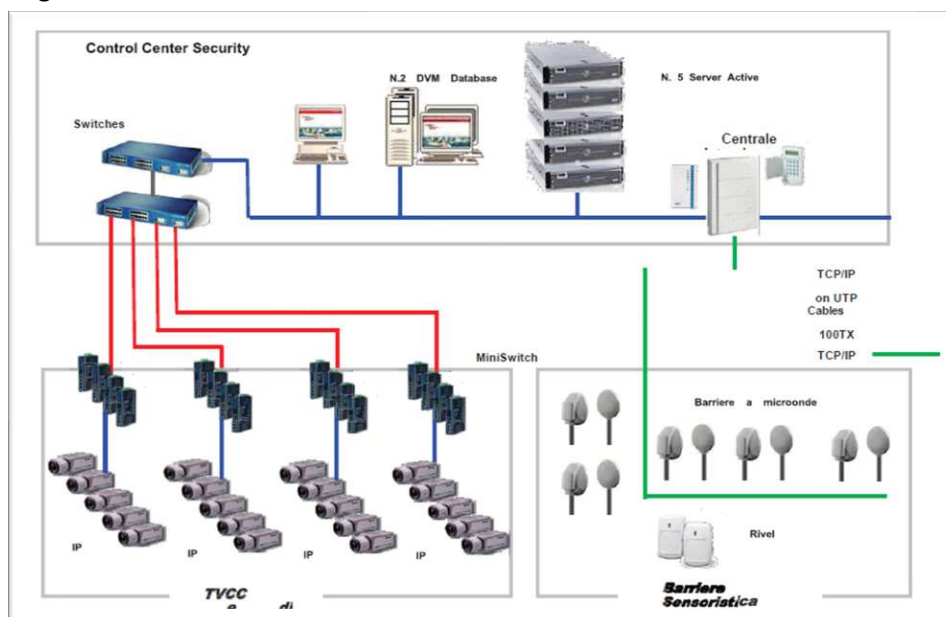 Control Center Security
N.2 DVM Database
N. 5 Server Active
Switches
Centrale
TCP/IP
on UTP
Cables
100TX
TCP/IP
MiniSwitch
Barriere a microonde
IP
IP
IP
IP
Rivel
TVCC
Barriere
Sensoristica